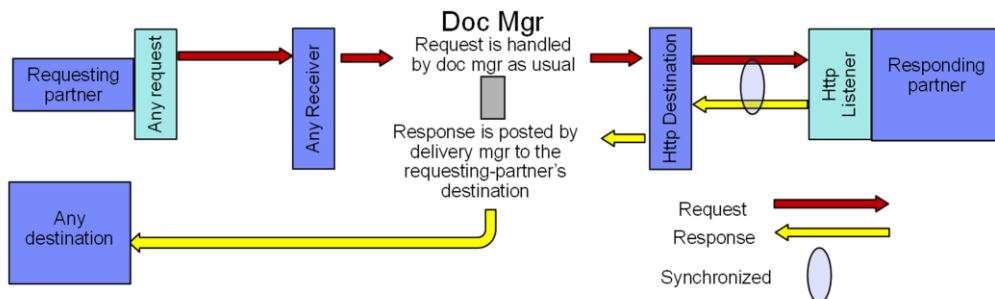 Doc Mgr
Request is handled
by doc mgr as usual
Requesting
partner
Any request
Any Receiver
Http Destination
Http
Listener
Responding
partner
Response is posted by
delivery mgr to the
requesting-partner's
destination
Any
destination
Request
Response
Synchronized